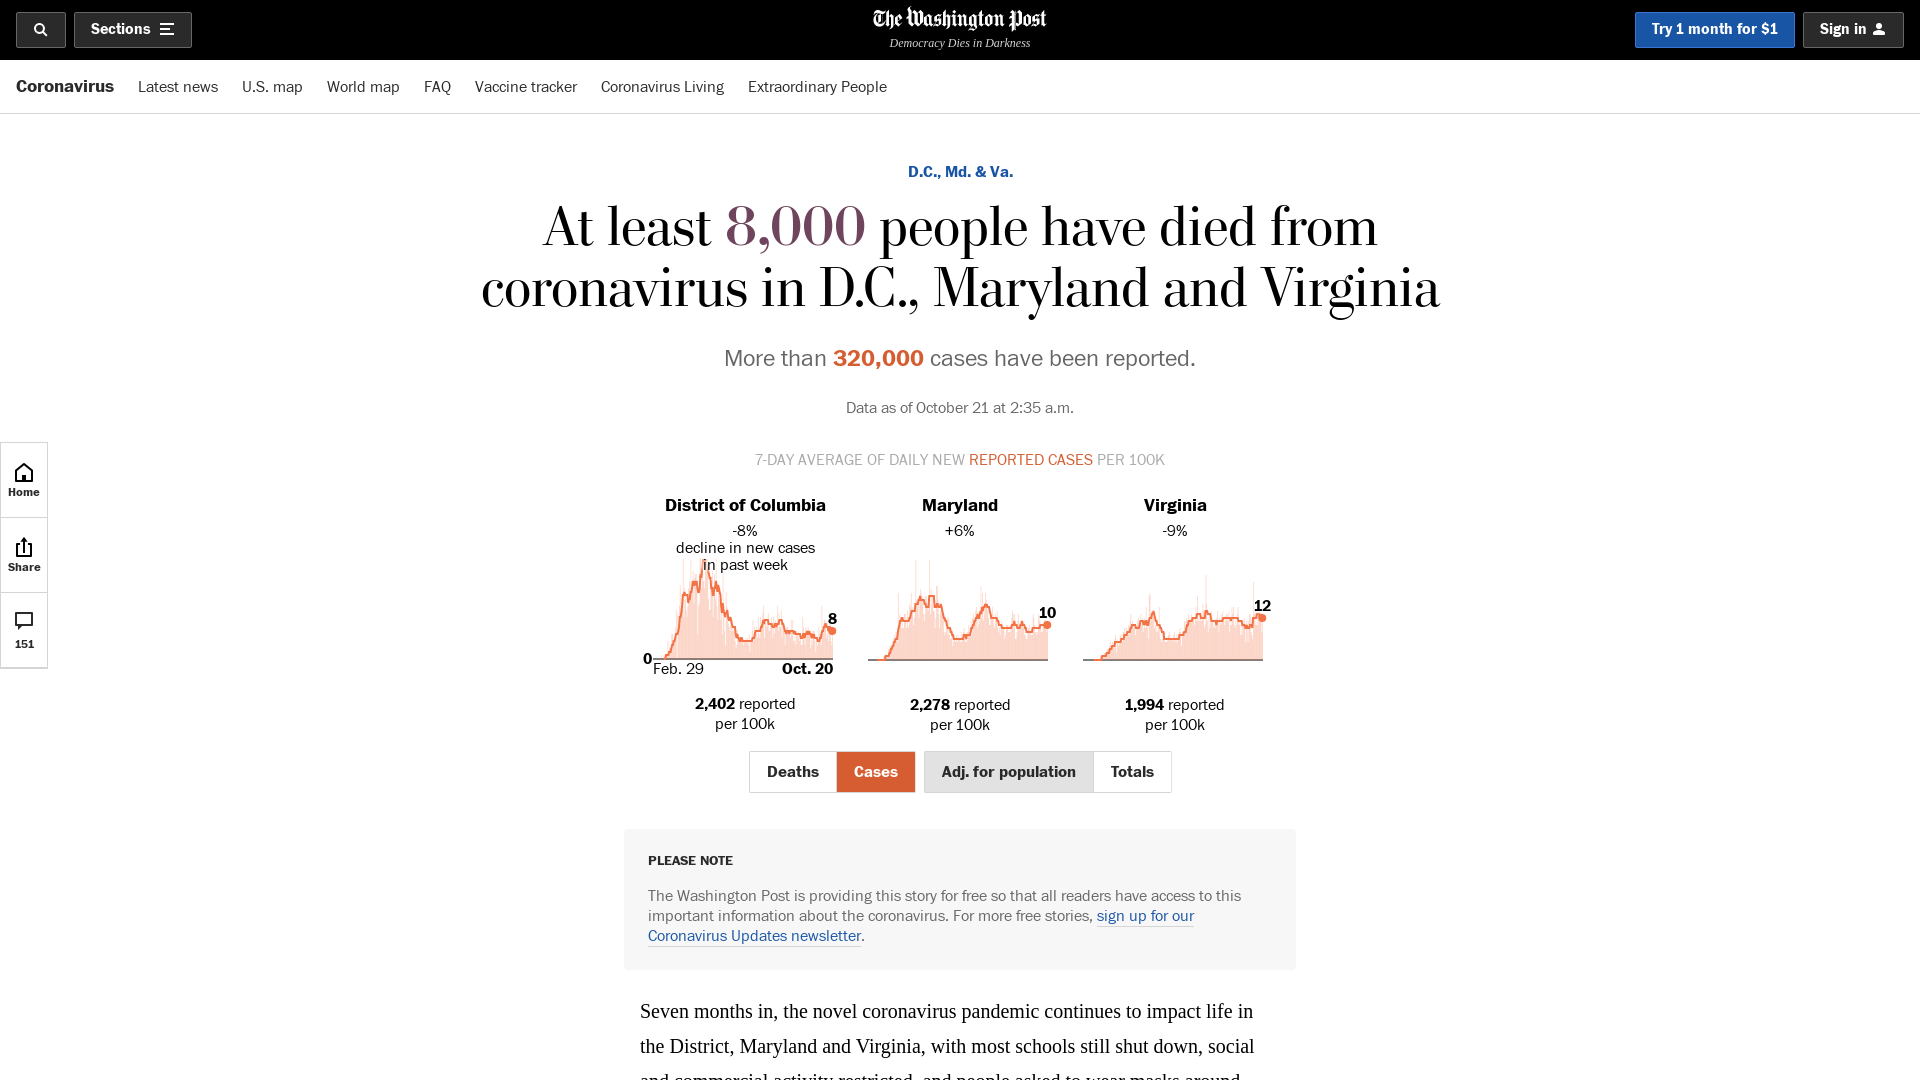 Sections
The Washington Post
Democracy Dies in Darkness
Try 1 month for $1
Sign in
Coronavirus
Latest news
U.S. map
World map
FAQ
Vaccine tracker
Coronavirus Living
Extraordinary People
D.C., Md. & Va.
At least 8,000 people have died from
coronavirus in D.C., Maryland and Virginia
More than 320,000 cases have been reported.
Data as of October 21 at 2:35 a.m.
7-DAY AVERAGE OF DAILY NEW REPORTED CASES PER 100K
District of Columbia
-8%
decline in new cases
in past week
8
0
Feb. 29
Oct. 20
2,402 reported
per 100k
Maryland
+6%
10
2,278 reported
per 100k
Virginia
-9%
12
1,994 reported
per 100k
Deaths
Cases
Adj. for population
Totals
Home
Share
151
PLEASE NOTE
The Washington Post is providing this story for free so that all readers have access to this
important information about the coronavirus. For more free stories, sign up for our
Coronavirus Updates newsletter.
Seven months in, the novel coronavirus pandemic continues to impact life in
the District, Maryland and Virginia, with most schools still shut down, social
and commercial activity restricted, and people asked to wear masks around